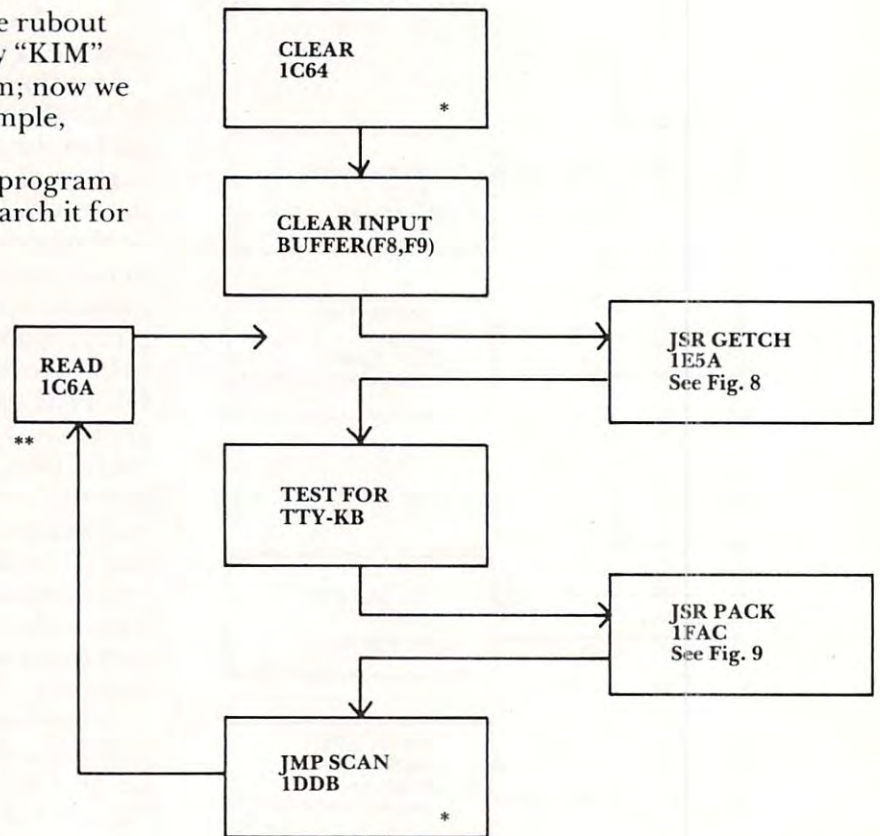 e rubout
y “KIM”
m; now we
mple,
program
arch it for
CLEAR
1C64
*
CLEAR INPUT
BUFFER(F8,F9)
READ
1C6A
**
JSR GETCH
1E5A
See Fig. 8
TEST FOR
TTY-KB
JSR PACK
1FAC
See Fig. 9
JMP SCAN
1DDB
*